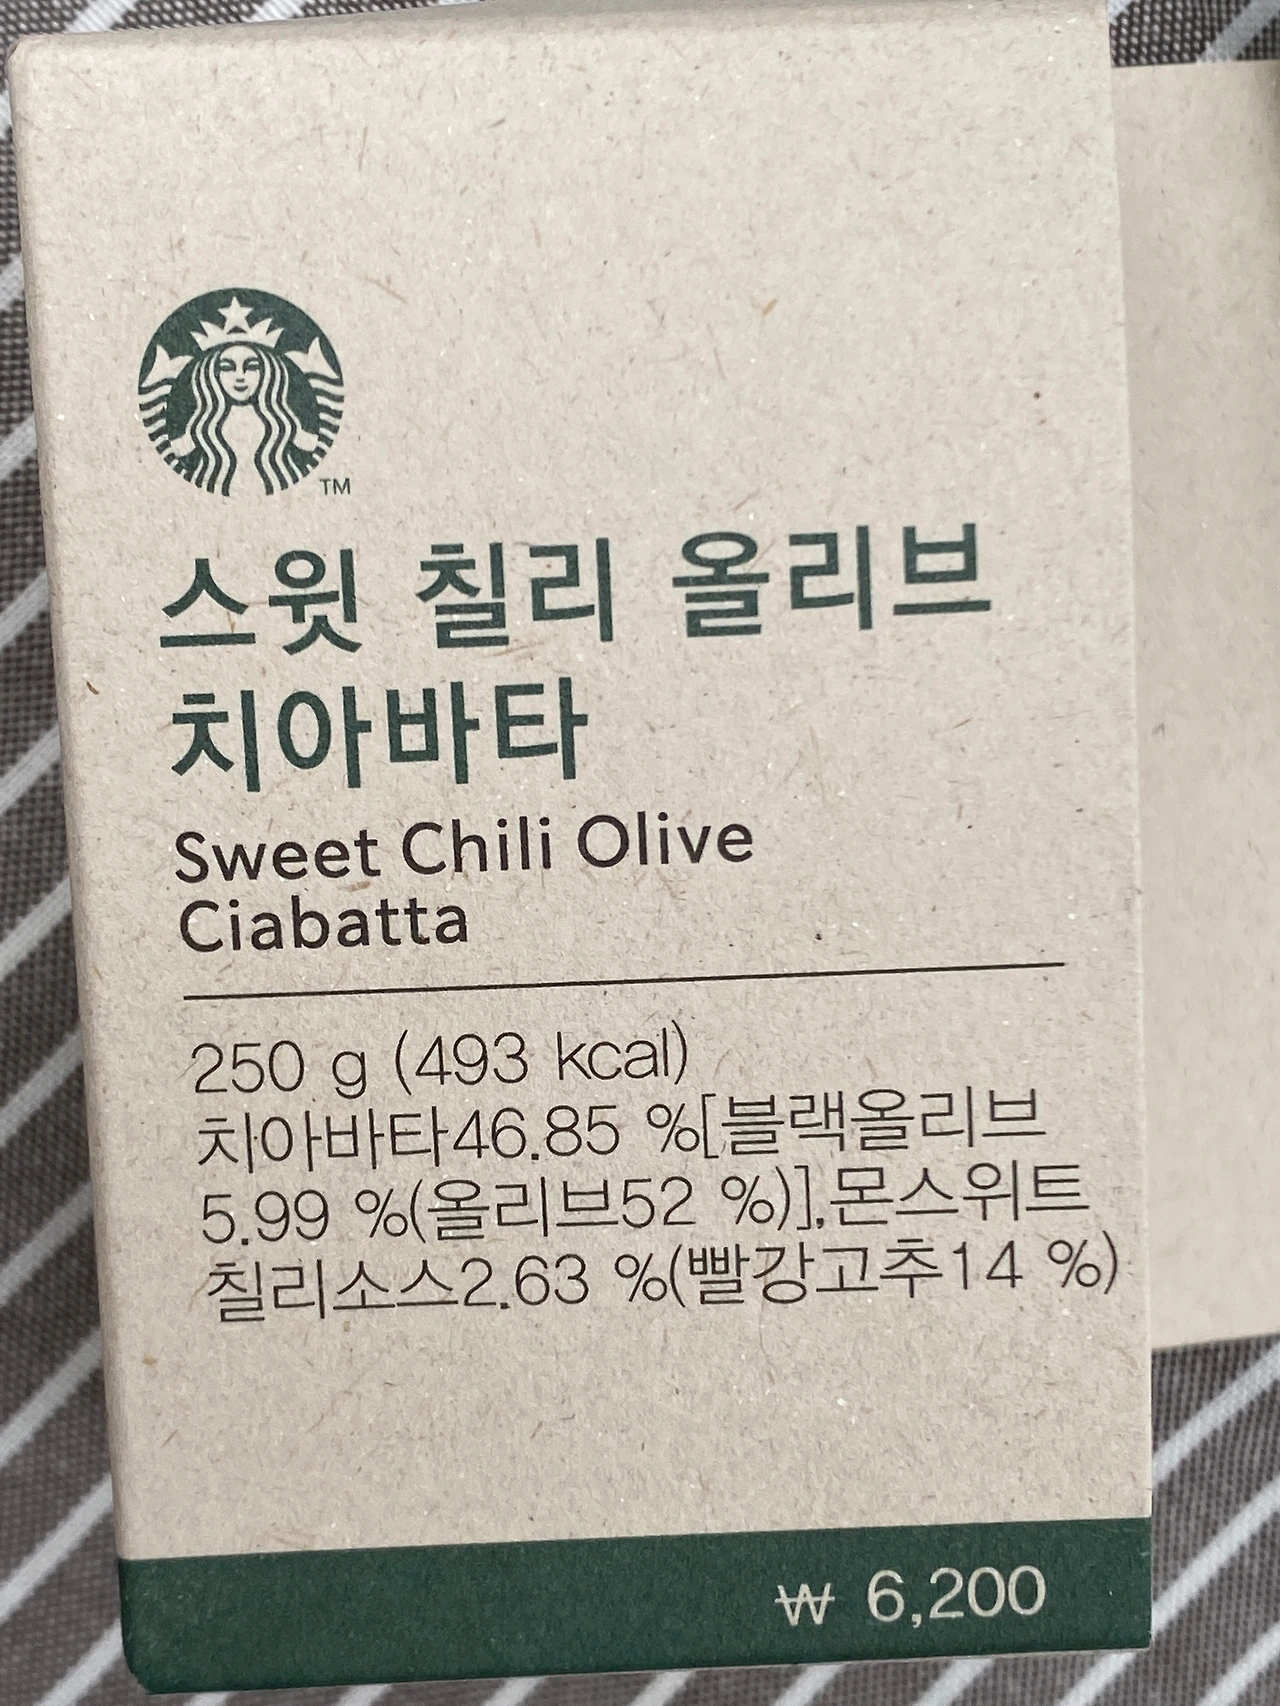 TM
스윗 칠리 올리브
치아바타
Sweet Chili Olive
Ciabatta
250 g (493 kcal)
치아바타46.85 %[블랙올리브
5.99 %(올리브52 %)],몬스위트
칠리소스2.63 %(빨강고추14 %)
₩ 6,200